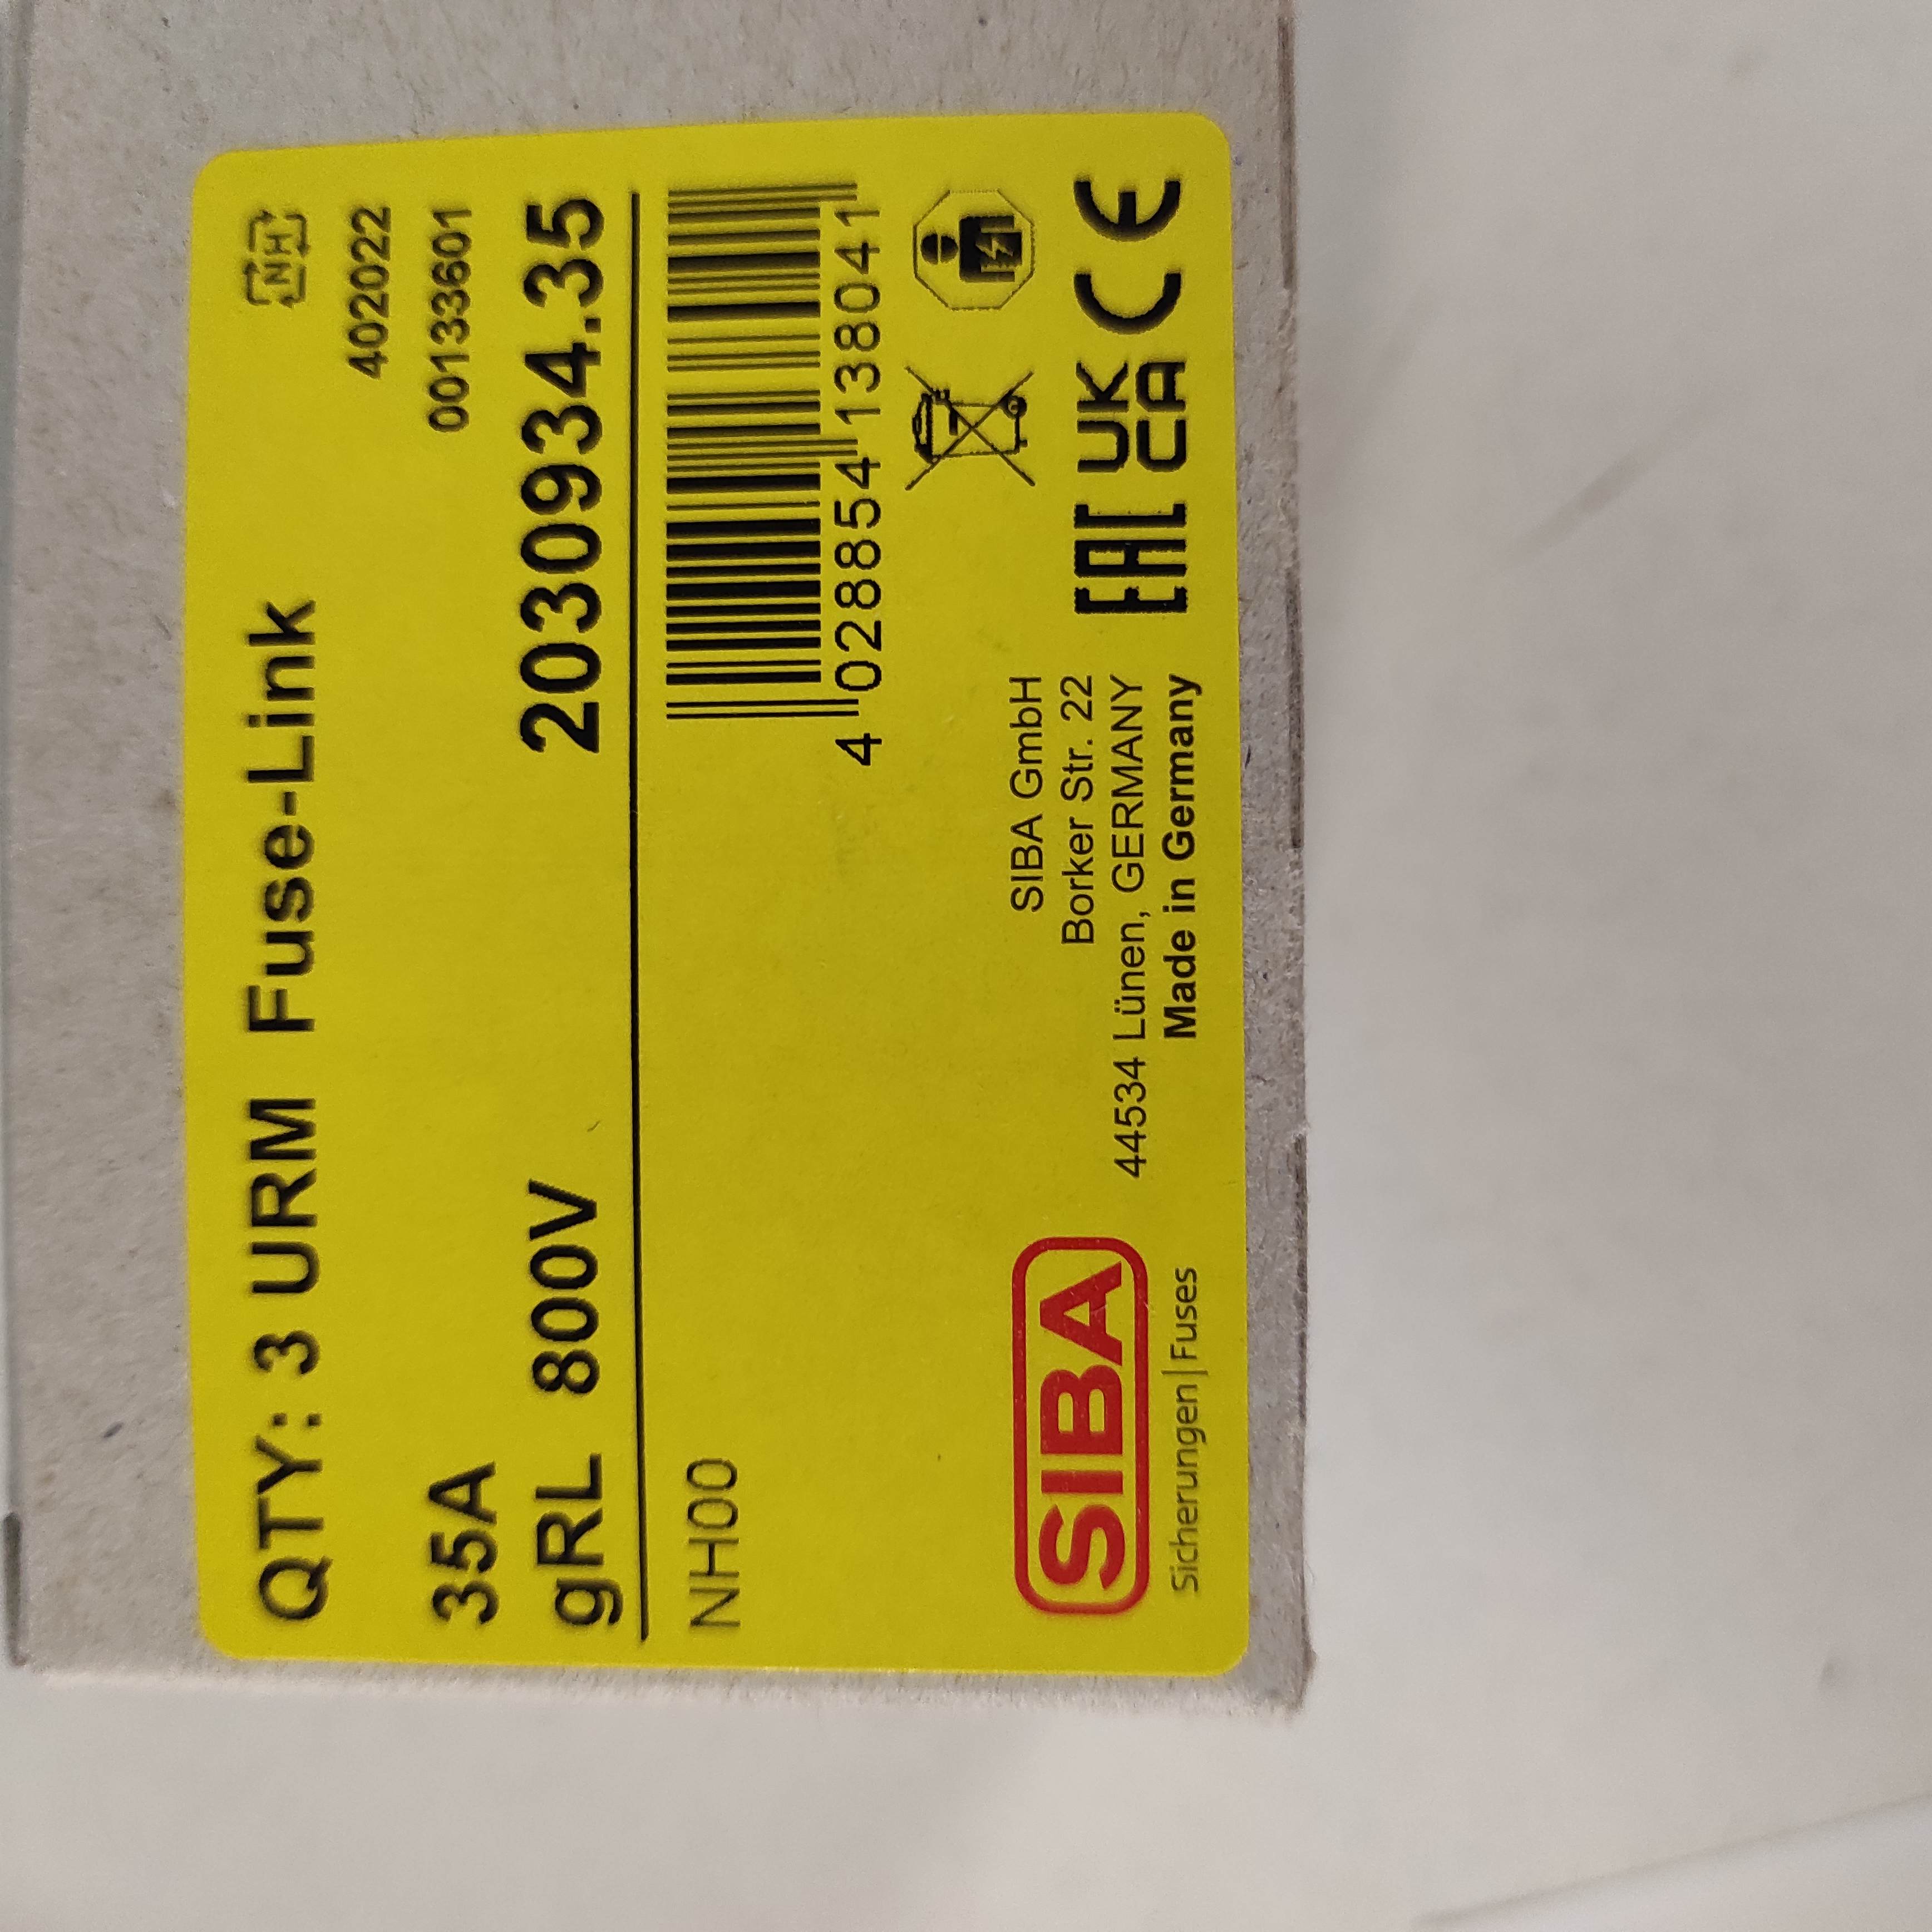 QTY: 3 URM Fuse-Link
NH
402022
00133601
35A
gRL 800V
2030934.35
NH00
4 028854 138041
SIBA
Sicherungen | Fuses
SIBA GmbH
Borker Str. 22
44534 Lünen, GERMANY
Made in Germany
EAC
UK
CA
CE